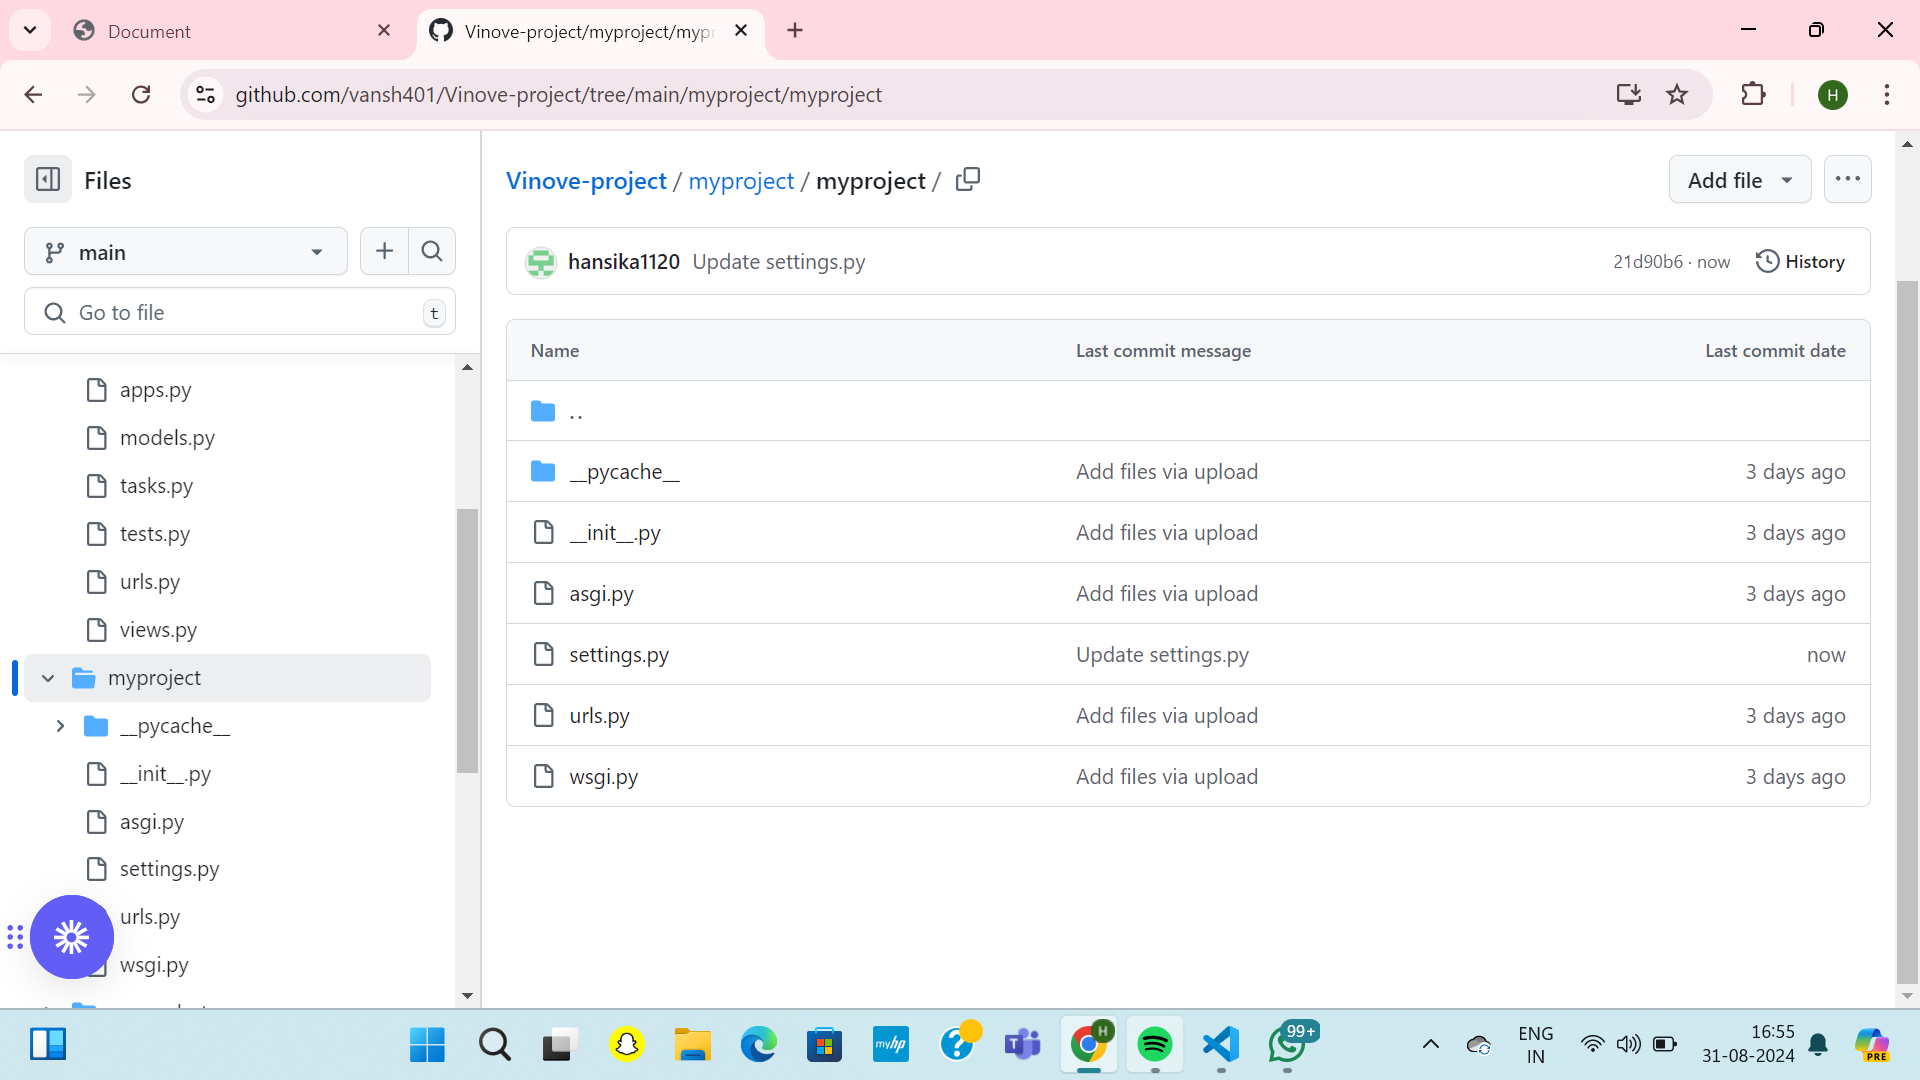 Document
Vinove-project/myproject/mypr
github.com/vansh401/Vinove-project/tree/main/myproject/myproject
H
Files
main
Go to file
t
apps.py
models.py
tasks.py
tests.py
urls.py
views.py
myproject
__pycache__
__init__.py
asgi.py
settings.py
urls.py
wsgi.py
Vinove-project / myproject / myproject /
Add file
hansika1120 Update settings.py
21d90b6 · now
History
Name Last commit message Last commit date
..
__pycache__ Add files via upload 3 days ago
__init__.py Add files via upload 3 days ago
asgi.py Add files via upload 3 days ago
settings.py Update settings.py now
urls.py Add files via upload 3 days ago
wsgi.py Add files via upload 3 days ago
myhp
H
99+
ENG
IN
16:55
31-08-2024
PRE